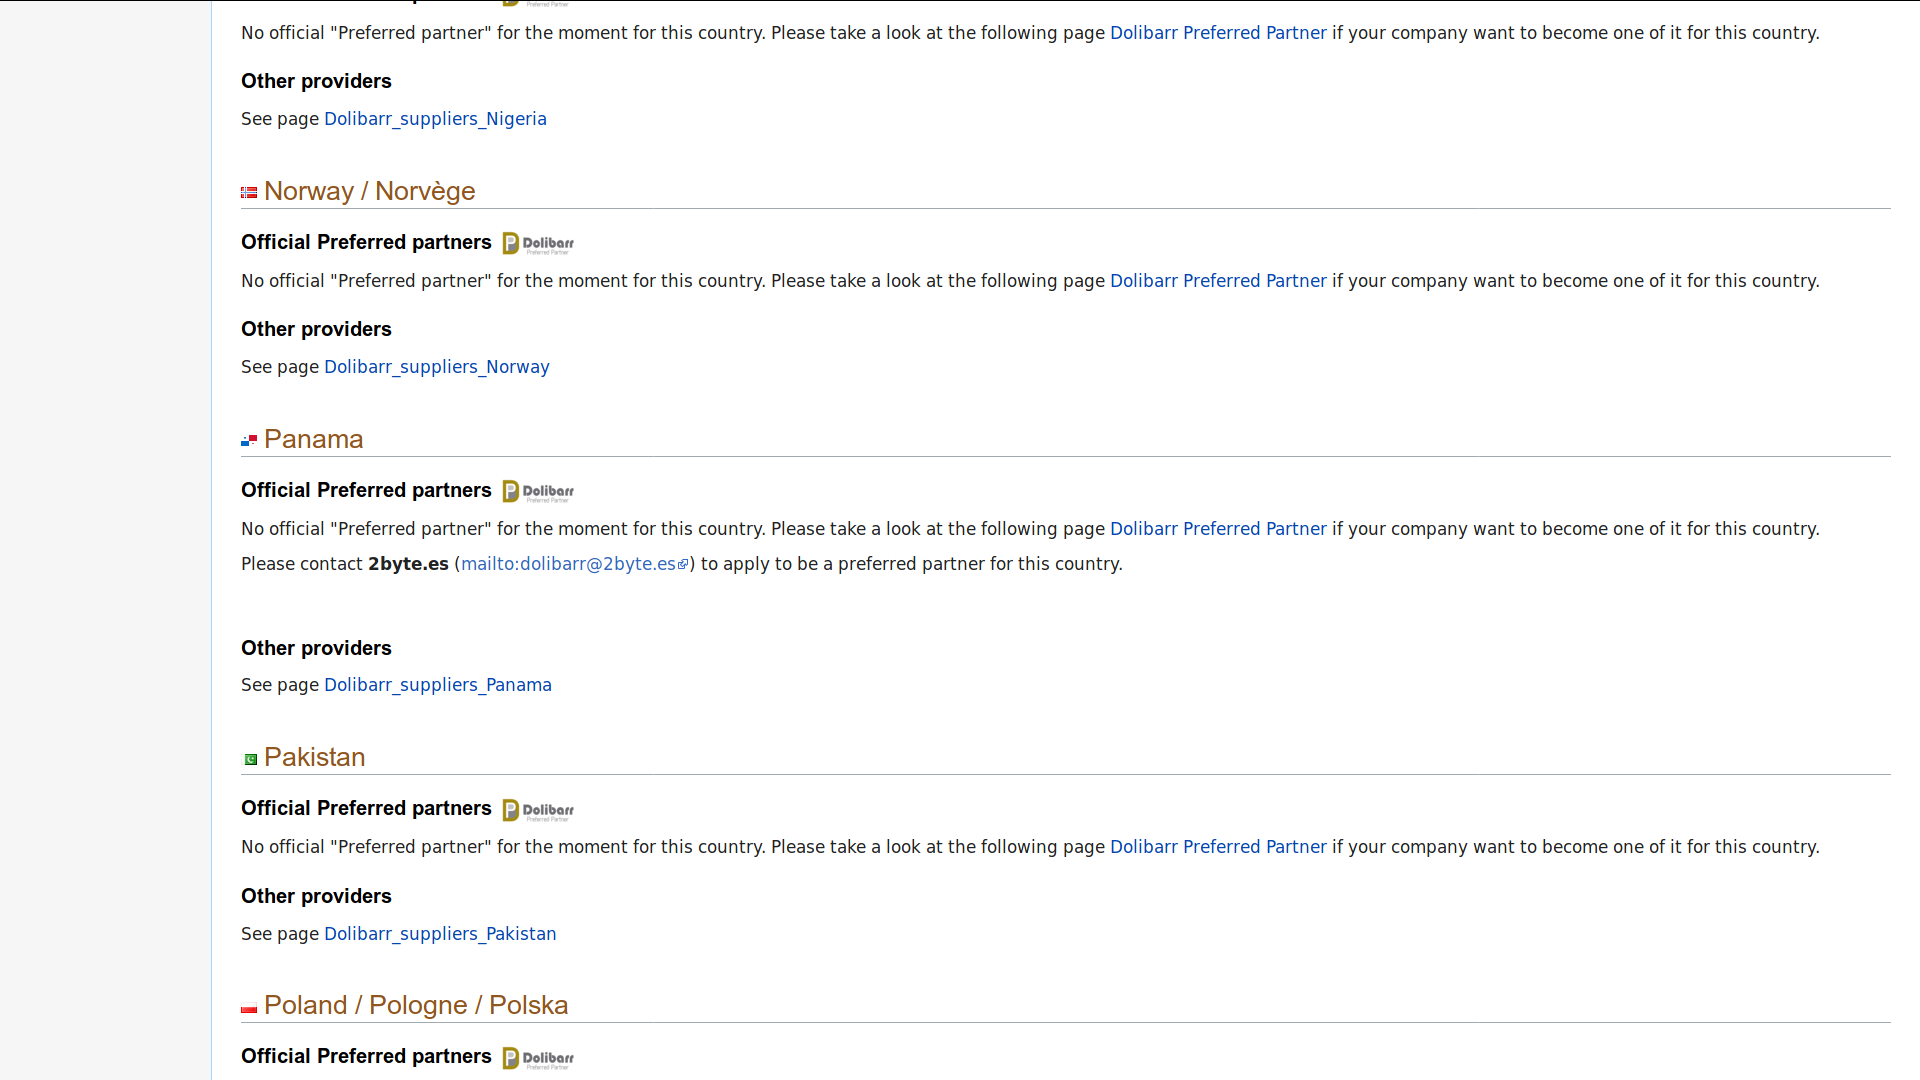 No official "Preferred partner" for the moment for this country. Please take a look at the following page Dolibarr Preferred Partner if your company want to become one of it for this country.
Other providers
See page Dolibarr_suppliers_Nigeria
Norway / Norvège
Official Preferred partners Dolibarr
Preferred Partner
No official "Preferred partner" for the moment for this country. Please take a look at the following page Dolibarr Preferred Partner if your company want to become one of it for this country.
Other providers
See page Dolibarr_suppliers_Norway
Panama
Official Preferred partners Dolibarr
Preferred Partner
No official "Preferred partner" for the moment for this country. Please take a look at the following page Dolibarr Preferred Partner if your company want to become one of it for this country.
Please contact 2byte.es (mailto:dolibarr@2byte.es) to apply to be a preferred partner for this country.
Other providers
See page Dolibarr_suppliers_Panama
Pakistan
Official Preferred partners Dolibarr
Preferred Partner
No official "Preferred partner" for the moment for this country. Please take a look at the following page Dolibarr Preferred Partner if your company want to become one of it for this country.
Other providers
See page Dolibarr_suppliers_Pakistan
Poland / Pologne / Polska
Official Preferred partners Dolibarr
Preferred Partner